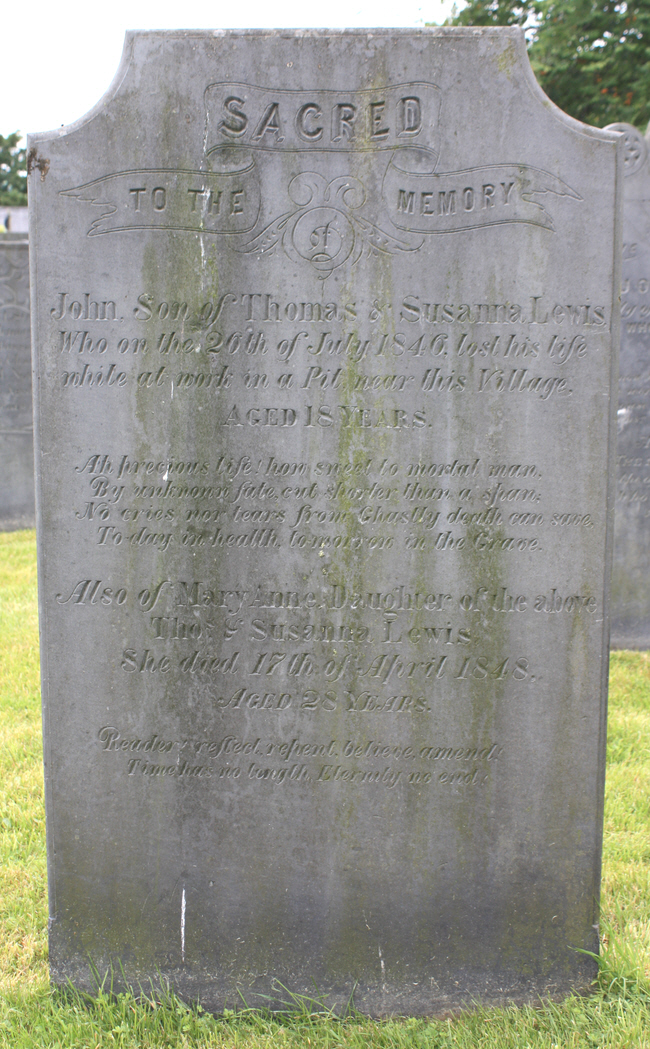 SACRED
TO THE
OF
MEMORY
John, Son of Thomas & Susanna Lewis,
Who on the 26th of July 1846, lost his life
while at work in a Pit, near this Village,
AGED 18 YEARS.
Ah precious life! how sweet to mortal man,
By unknown fate, cut shorter than a span;
No cries nor tears from Ghastly death can save,
To-day in health, tomorrow in the Grave.
Also of Mary Anne, Daughter of the above
Thos. & Susanna Lewis
She died 17th of April 1848,
AGED 28 YEARS.
Reader, reflect, repent, believe, amend;
Time has no length, Eternity no end;